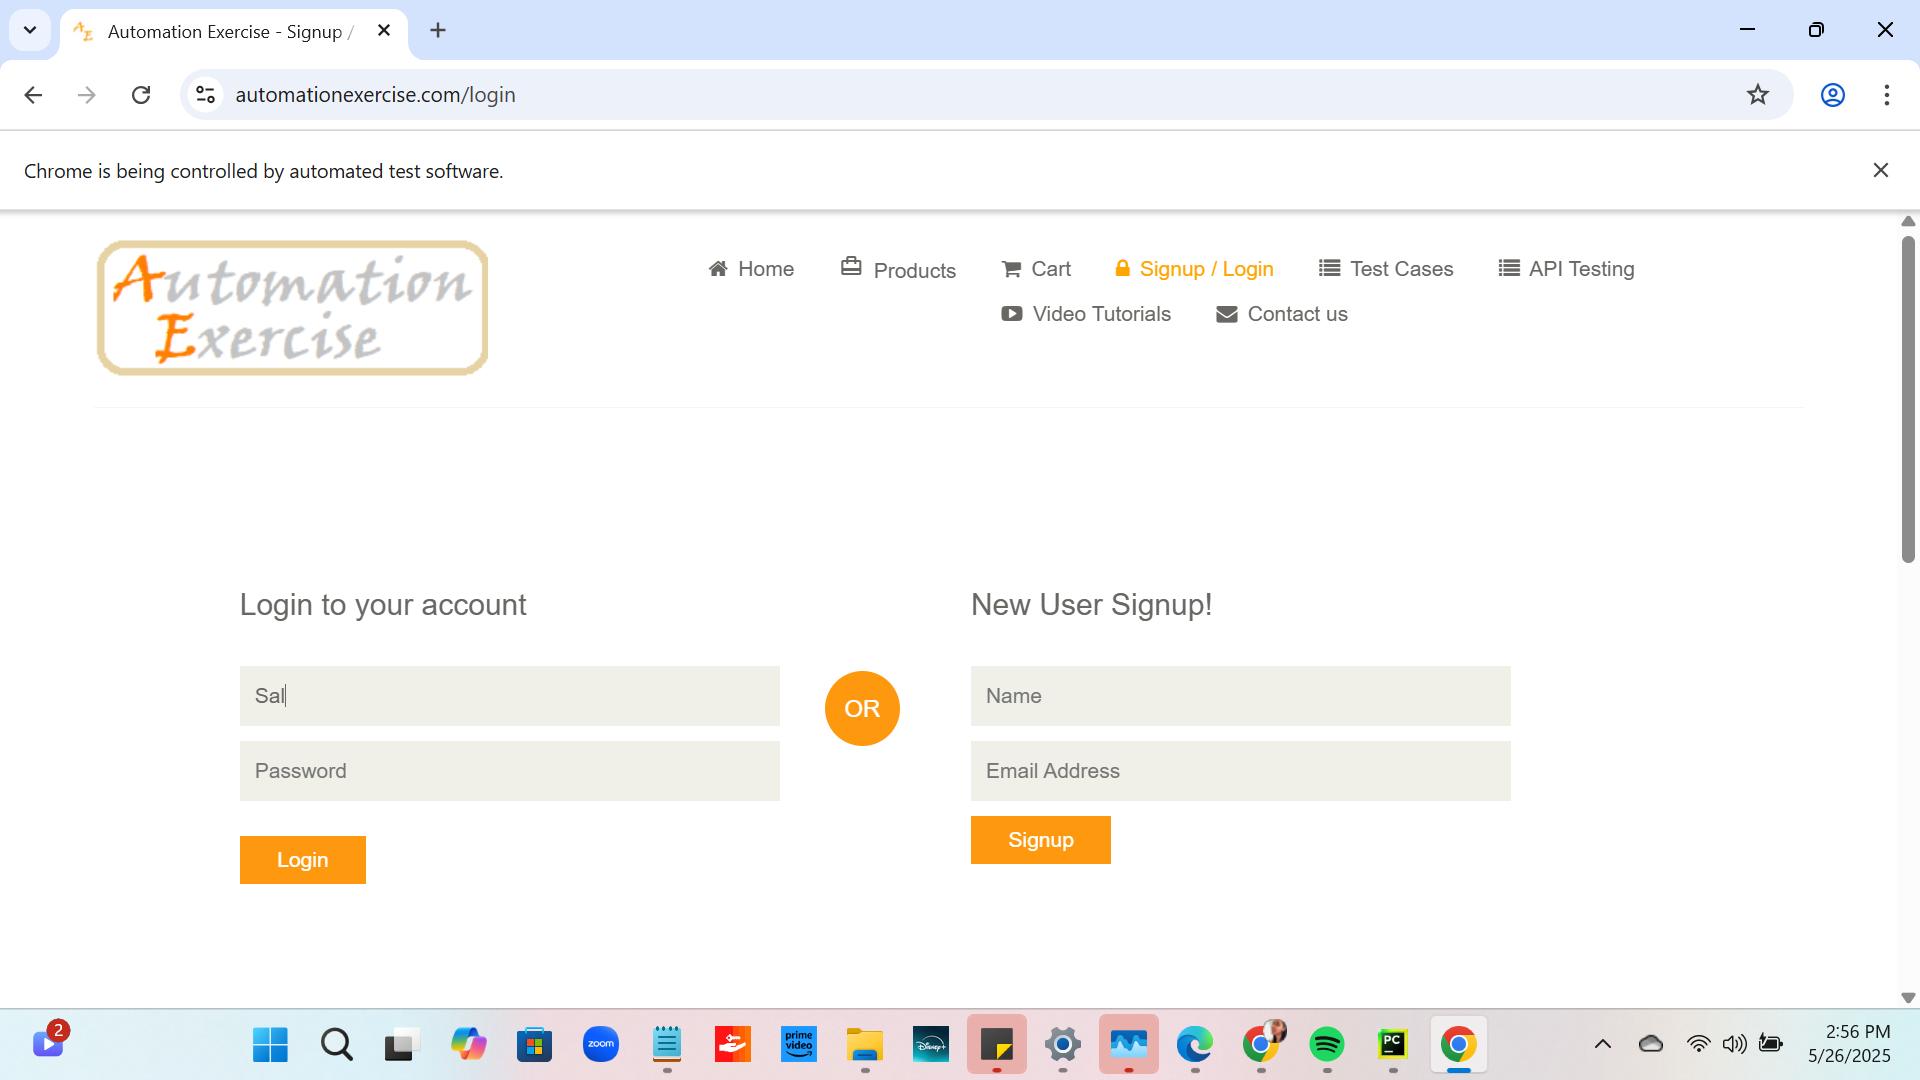 Automation Exercise - Signup /
automationexercise.com/login
Chrome is being controlled by automated test software.
Automation
Exercise
Home
Products
Cart
Signup / Login
Test Cases
API Testing
Video Tutorials
Contact us
Login to your account
New User Signup!
Sal
OR
Name
Password
Email Address
Login
Signup
2
zoom
prime
video
Disney+
PC
2:56 PM
5/26/2025